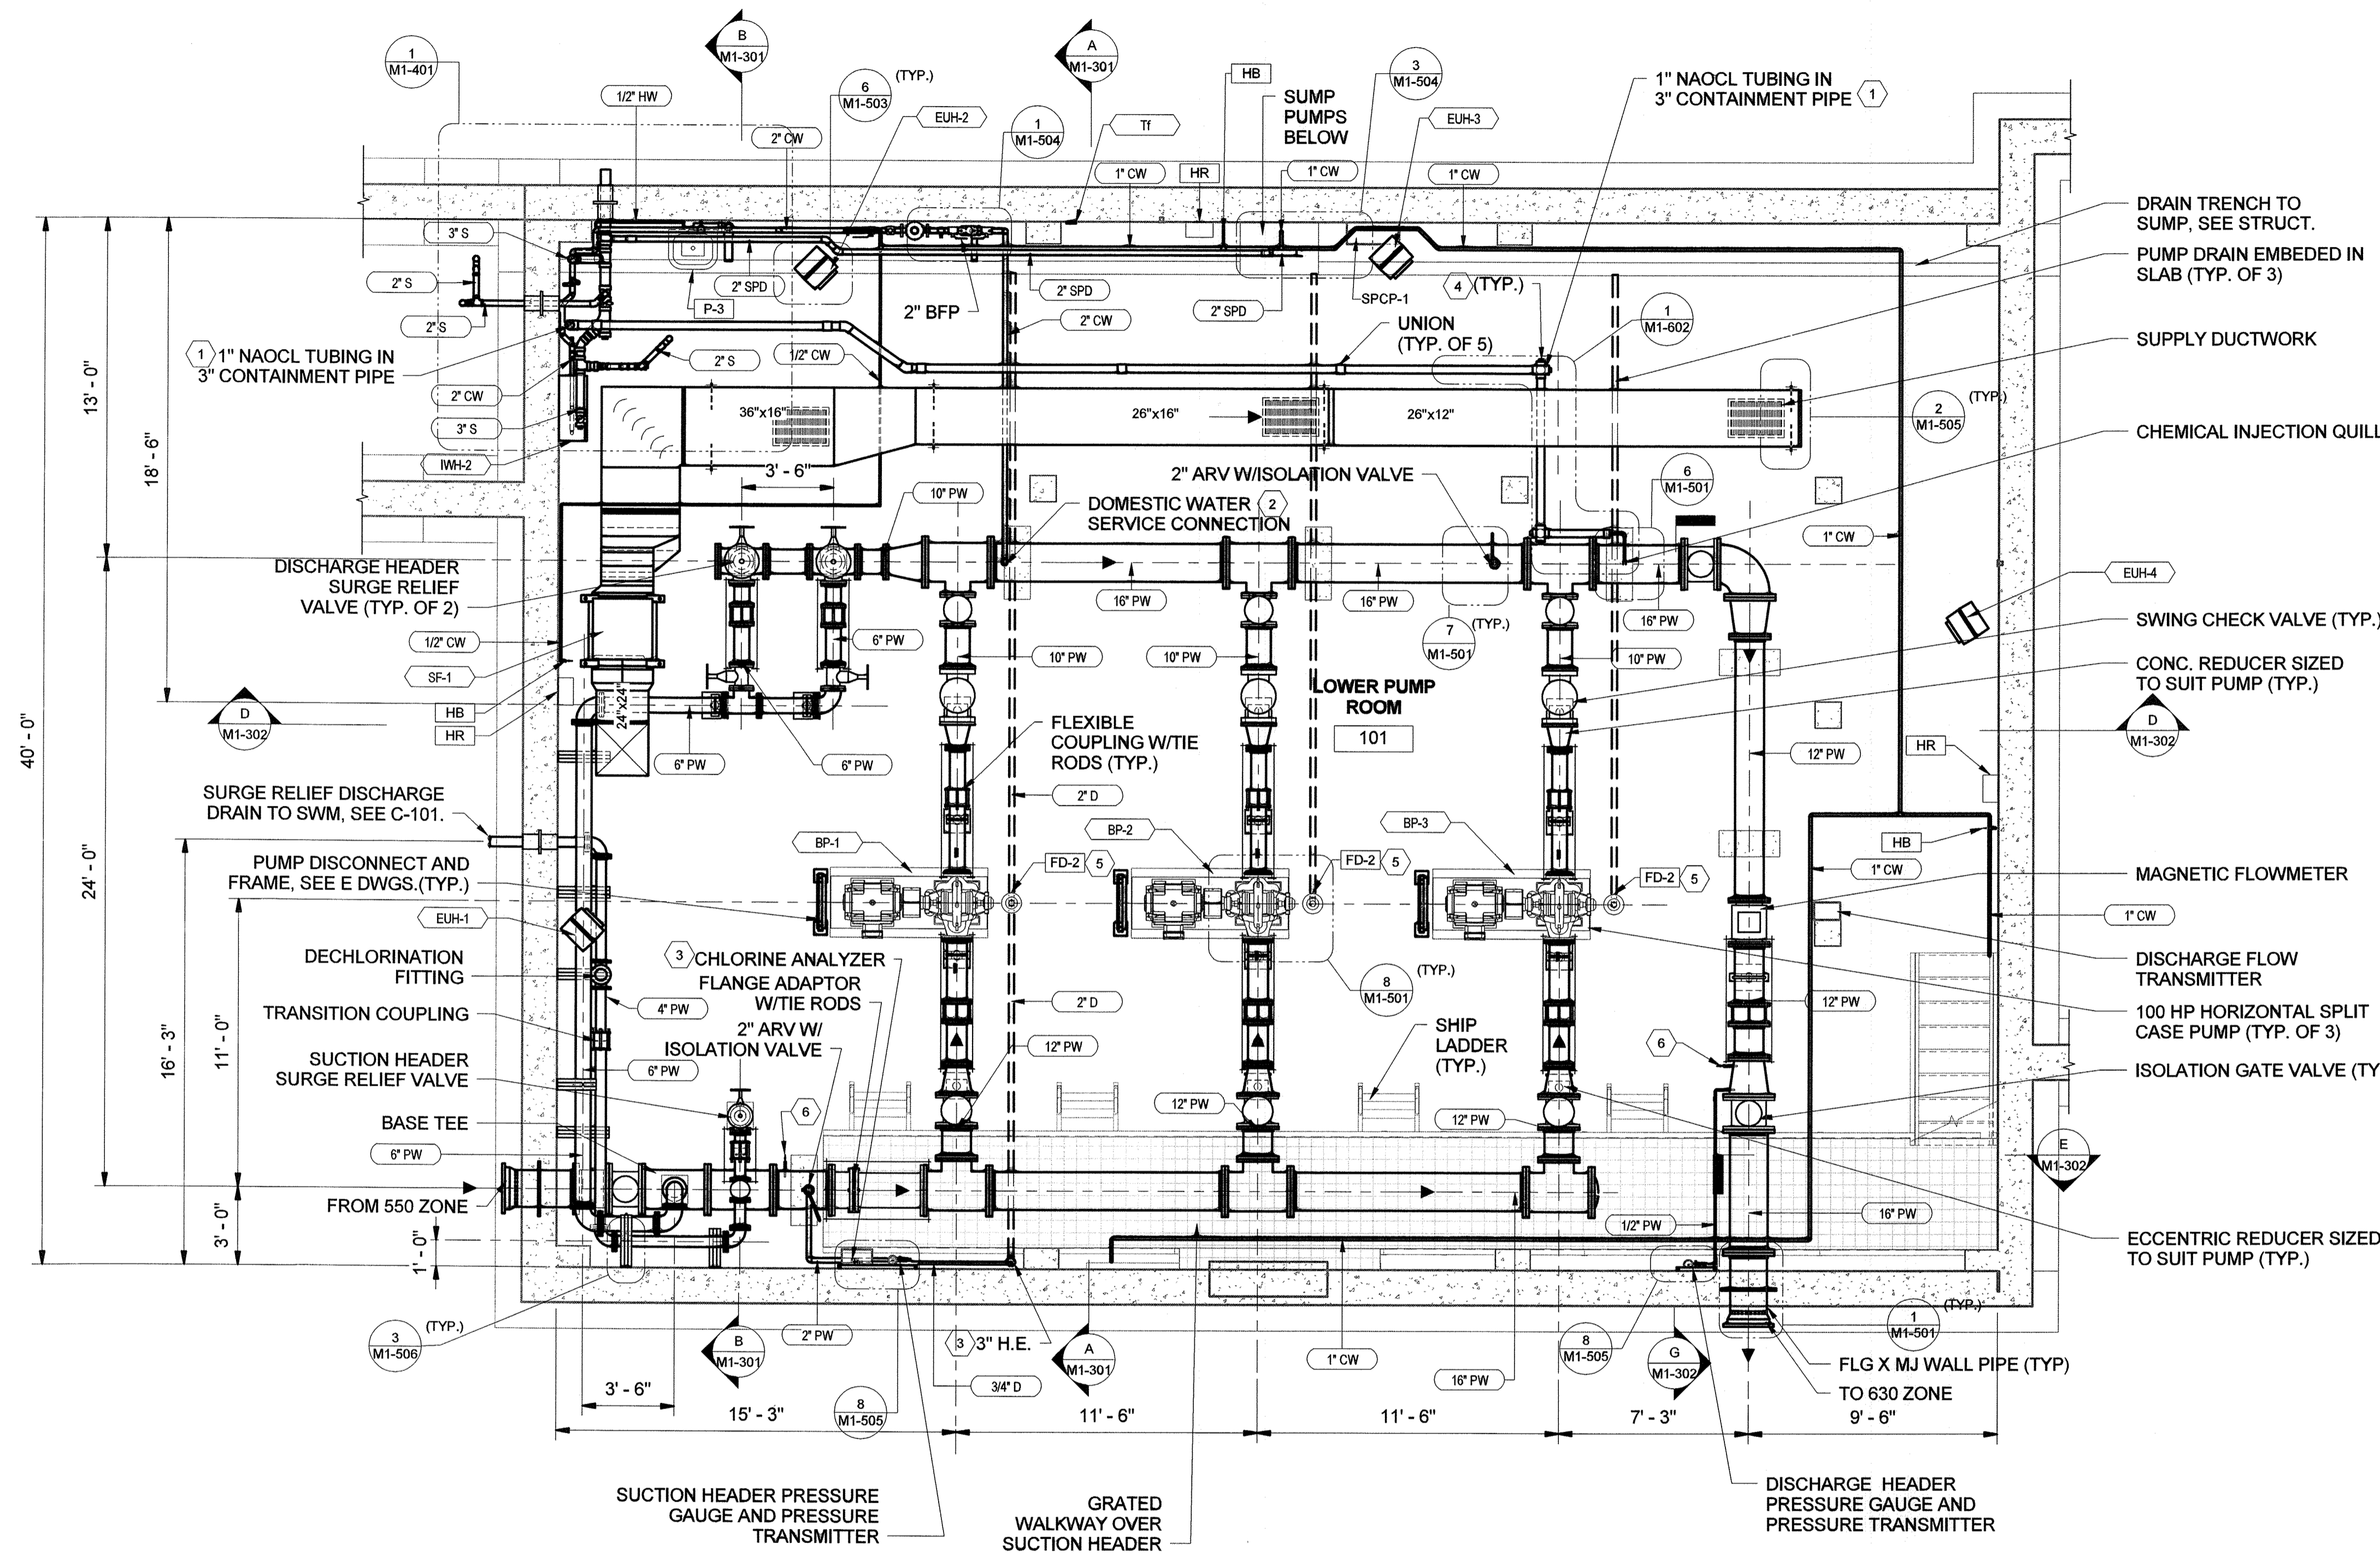 B
M1-301
A
M1-301
1
M1-401
6
M1-503
(TYP.)
HB
3
M1-504
1" NAOCL TUBING IN
3" CONTAINMENT PIPE
1
1/2" HW
2" CW
EUH-2
1
M1-504
Tf
SUMP
PUMPS
BELOW
EUH-3
1" CW
HR
1" CW
1" CW
DRAIN TRENCH TO
SUMP, SEE STRUCT.
3" S
PUMP DRAIN EMBEDED IN
SLAB (TYP. OF 3)
2" S
2" SPD
2" SPD
4
(TYP.)
SPCP-1
P-3
2" BFP
2" CW
2" SPD
UNION
(TYP. OF 5)
1
M1-602
2" S
SUPPLY DUCTWORK
1
1" NAOCL TUBING IN
3" CONTAINMENT PIPE
2" S
1/2" CW
2" CW
36"x16"
26"x16"
26"x12"
2
M1-505
(TYP.)
3" S
CHEMICAL INJECTION QUILL
IWH-2
3' - 6"
2" ARV W/ISOLATION VALVE
6
M1-501
10" PW
DOMESTIC WATER
SERVICE CONNECTION
2
1" CW
13' - 0"
18' - 6"
40' - 0"
24' - 0"
DISCHARGE HEADER
SURGE RELIEF
VALVE (TYP. OF 2)
EUH-4
16" PW
16" PW
16" PW
7
M1-501
(TYP.)
SWING CHECK VALVE (TYP.)
1/2" CW
6" PW
10" PW
10" PW
10" PW
SF-1
CONC. REDUCER SIZED
TO SUIT PUMP (TYP.)
LOWER PUMP
ROOM
101
24"x24"
D
M1-302
HB
HR
FLEXIBLE
COUPLING W/TIE
RODS (TYP.)
D
M1-302
HR
12" PW
6" PW
6" PW
SURGE RELIEF DISCHARGE
DRAIN TO SWM, SEE C-101.
2" D
BP-1
BP-2
BP-3
HB
PUMP DISCONNECT AND
FRAME, SEE E DWGS.(TYP.)
FD-2
5
FD-2
5
FD-2
5
1" CW
MAGNETIC FLOWMETER
EUH-1
1" CW
16' - 3"
11' - 0"
DECHLORINATION
FITTING
3
CHLORINE ANALYZER
FLANGE ADAPTOR
W/TIE RODS
DISCHARGE FLOW
TRANSMITTER
8
M1-501
(TYP.)
4" PW
2" D
12" PW
TRANSITION COUPLING
2" ARV W/
ISOLATION VALVE
100 HP HORIZONTAL SPLIT
CASE PUMP (TYP. OF 3)
SHIP
LADDER
(TYP.)
12" PW
6
SUCTION HEADER
SURGE RELIEF VALVE
6" PW
ISOLATION GATE VALVE (TY
6
12" PW
12" PW
BASE TEE
6" PW
E
M1-302
FROM 550 ZONE
3' - 0"
1' - 0"
1/2" PW
16" PW
ECCENTRIC REDUCER SIZED
TO SUIT PUMP (TYP.)
3
M1-506
(TYP.)
B
M1-301
2" PW
3
3" H.E.
A
M1-301
1" CW
8
M1-505
G
M1-302
1
M1-501
(TYP.)
FLG X MJ WALL PIPE (TYP)
TO 630 ZONE
3/4" D
16" PW
3' - 6"
8
M1-505
15' - 3"
11' - 6"
11' - 6"
7' - 3"
9' - 6"
SUCTION HEADER PRESSURE
GAUGE AND PRESSURE
TRANSMITTER
GRATED
WALKWAY OVER
SUCTION HEADER
DISCHARGE HEADER
PRESSURE GAUGE AND
PRESSURE TRANSMITTER